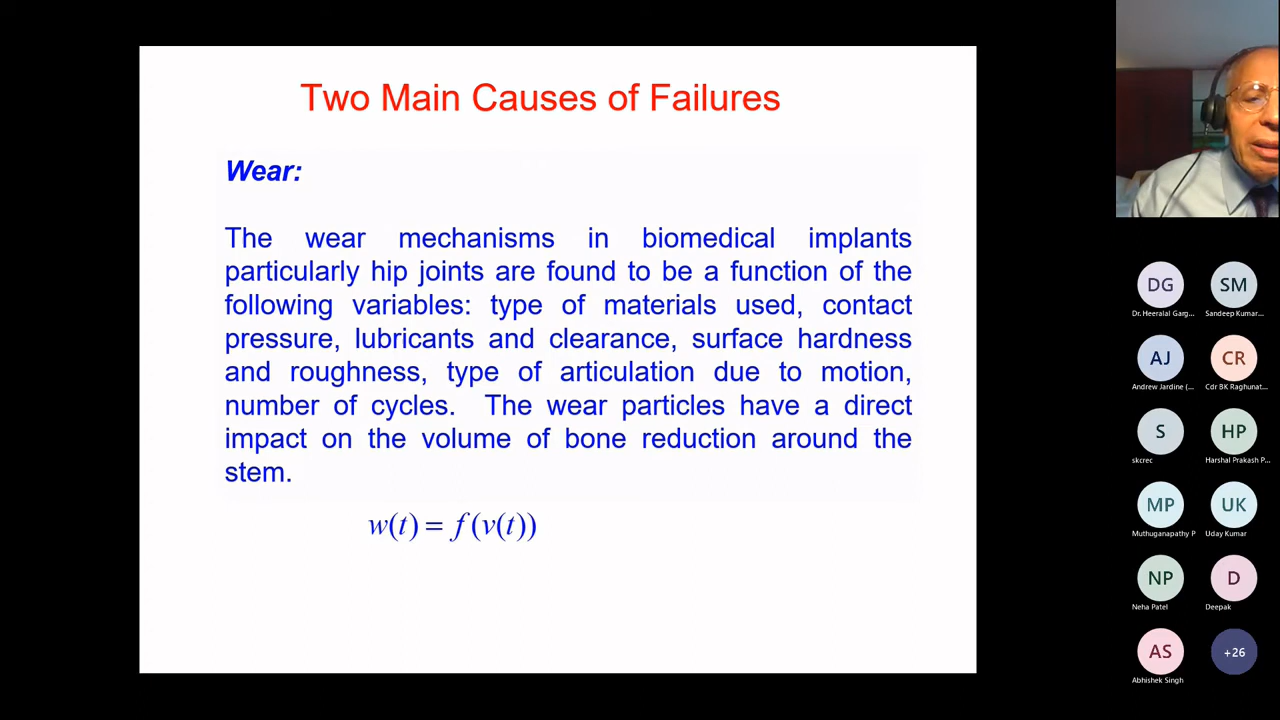 Two Main Causes of Failures
Wear:
The wear mechanisms in biomedical implants
particularly hip joints are found to be a function of the
following variables: type of materials used, contact
pressure, lubricants and clearance, surface hardness
and roughness, type of articulation due to motion,
number of cycles. The wear particles have a direct
impact on the volume of bone reduction around the
stem.
w(t) = f(v(t))
DG
SM
Dr. Heeralal Garg...
Sandeep Kumar...
AJ
CR
Andrew Jardine (...
Cdr BK Raghunat...
S
HP
skcrec
Harshal Prakash P...
MP
UK
Muthuganapathy P
Uday Kumar
NP
D
Neha Patel
Deepak
AS
+26
Abhishek Singh